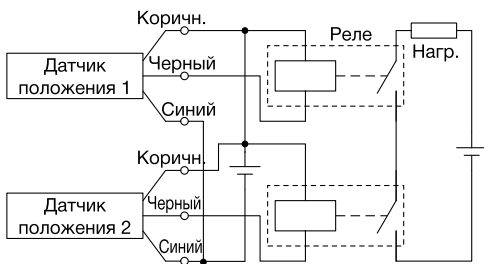 Коричн.
Реле
Нагр.
Черный
Датчик
положения 1
Синий
Коричн.
Черный
Датчик
положения 2
Синий